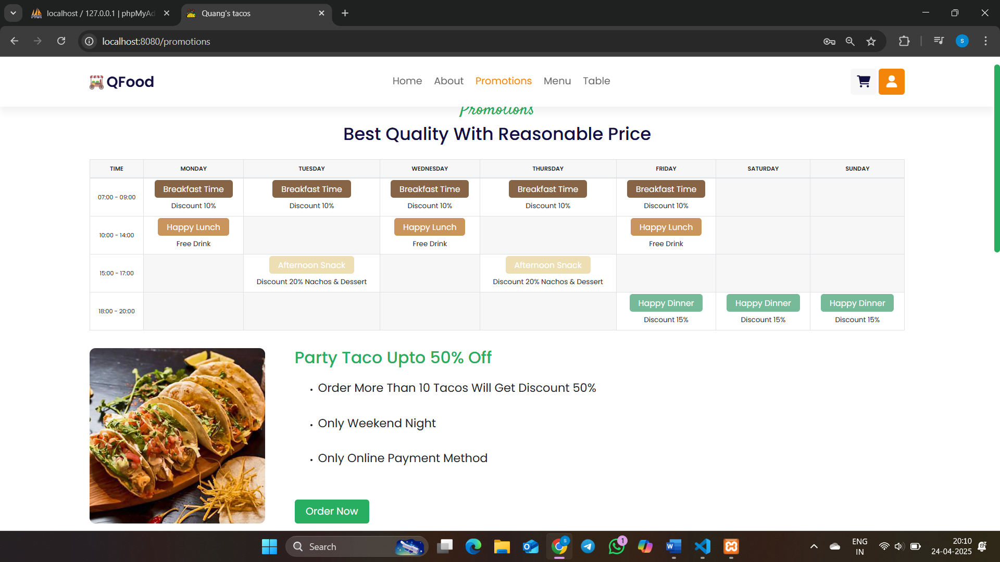 localhost / 127.0.0.1 | phpMyAd
Quang's tacos
localhost:8080/promotions
S
QFood
Home About Promotions Menu Table
Promotions
Best Quality With Reasonable Price
TIME MONDAY TUESDAY WEDNESDAY THURSDAY FRIDAY SATURDAY SUNDAY
07:00 - 09:00 Breakfast Time Breakfast Time Breakfast Time Breakfast Time Breakfast Time
Discount 10% Discount 10% Discount 10% Discount 10% Discount 10%
10:00 - 14:00 Happy Lunch Happy Lunch Happy Lunch
Free Drink Free Drink Free Drink
15:00 - 17:00 Afternoon Snack Afternoon Snack
Discount 20% Nachos & Dessert Discount 20% Nachos & Dessert
18:00 - 20:00 Happy Dinner Happy Dinner Happy Dinner
Discount 15% Discount 15% Discount 15%
Party Taco Upto 50% Off
• Order More Than 10 Tacos Will Get Discount 50%
• Only Weekend Night
• Only Online Payment Method
Order Now
Search
1
ENG
IN
20:10
24-04-2025